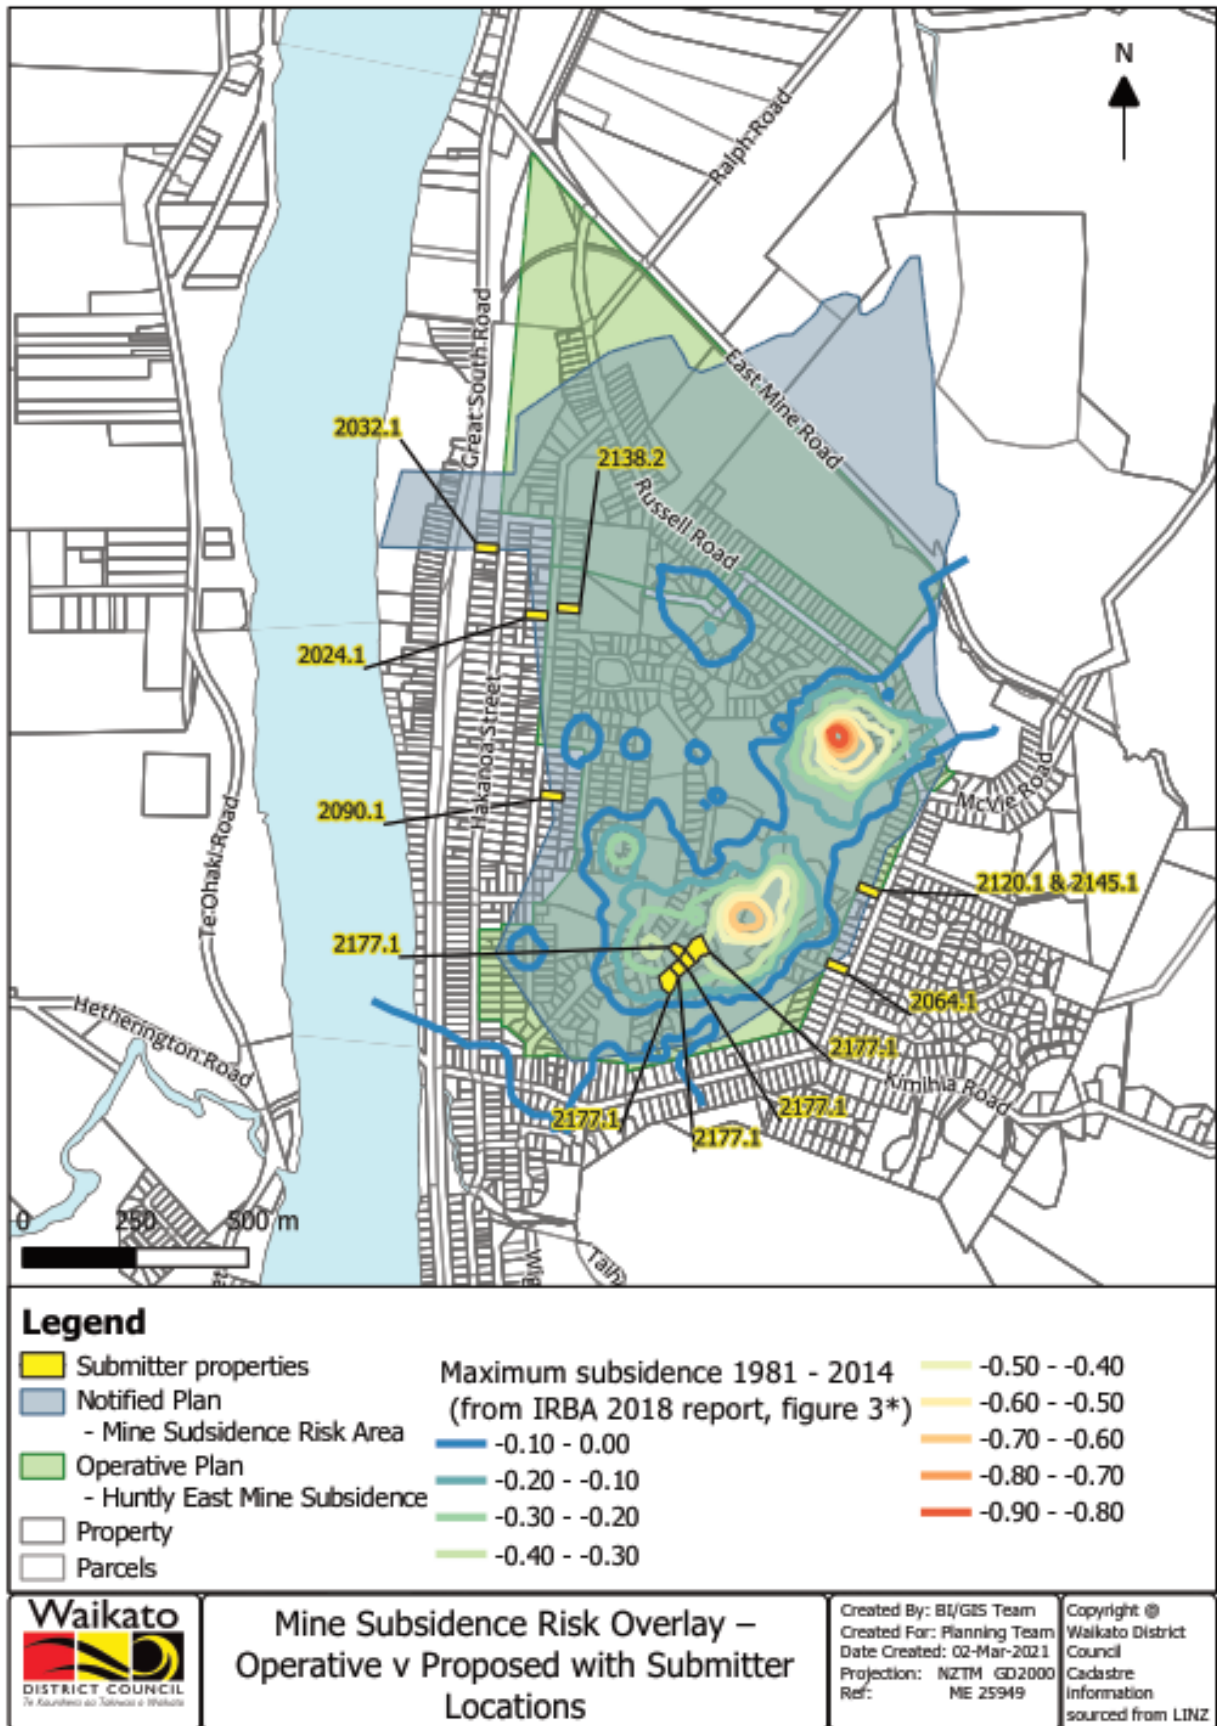 N
Ralph Road
Great South Road
East Mine Road
2032.1
2138.2
Russell Road
2024.1
Hakanoa Street
2090.1
McVie Road
Te Ohaki Road
2120.1 & 2145.1
2177.1
2064.1
Hetherington Road
2177.1
Kimihia Road
2177.1
2177.1
2177.1
0 250 500 m
Legend
Submitter properties
Notified Plan
- Mine Sudsidence Risk Area
Operative Plan
- Huntly East Mine Subsidence
Property
Parcels
Maximum subsidence 1981 - 2014
(from IRBA 2018 report, figure 3*)
-0.10 - 0.00
-0.20 - -0.10
-0.30 - -0.20
-0.40 - -0.30
-0.50 - -0.40
-0.60 - -0.50
-0.70 - -0.60
-0.80 - -0.70
-0.90 - -0.80
Waikato
DISTRICT COUNCIL
Mine Subsidence Risk Overlay –
Operative v Proposed with Submitter
Locations
Created By: BI/GIS Team
Created For: Planning Team
Date Created: 02-Mar-2021
Projection: NZTM GD2000
Ref: ME 25949
Copyright @
Waikato District
Council
Cadastre
information
sourced from LINZ